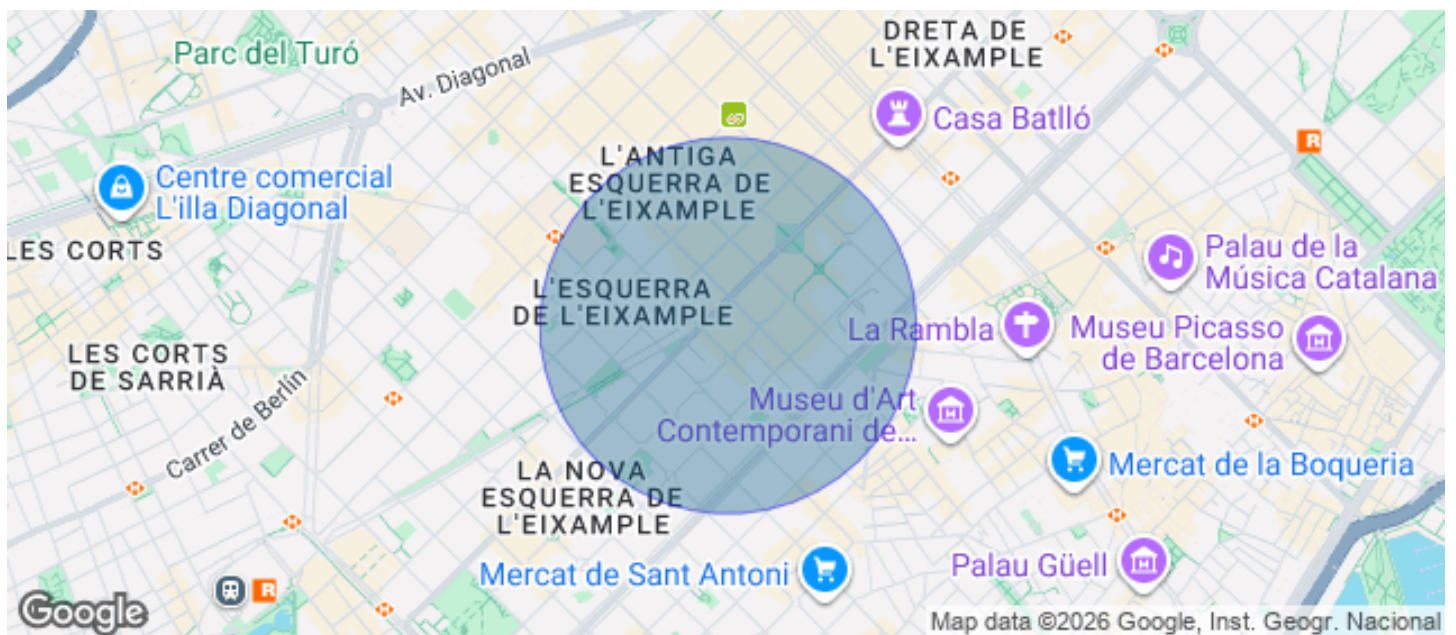 DRETA DE
L'EIXAMPLE
Parc del Turó
Av. Diagonal
Casa Batlló
R
L'ANTIGA
ESQUERRA DE
L'EIXAMPLE
Centre comercial
L'illa Diagonal
LES CORTS
Palau de la
Música Catalana
L'ESQUERRA
DE L'EIXAMPLE
La Rambla
Museu Picasso
de Barcelona
LES CORTS
DE SARRIÀ
Museu d'Art
Contemporani de...
Carrer de Berlín
Mercat de la Boqueria
LA NOVA
ESQUERRA DE
L'EIXAMPLE
Mercat de Sant Antoni
Palau Güell
R
Google
Map data ©2026 Google, Inst. Geogr. Nacional